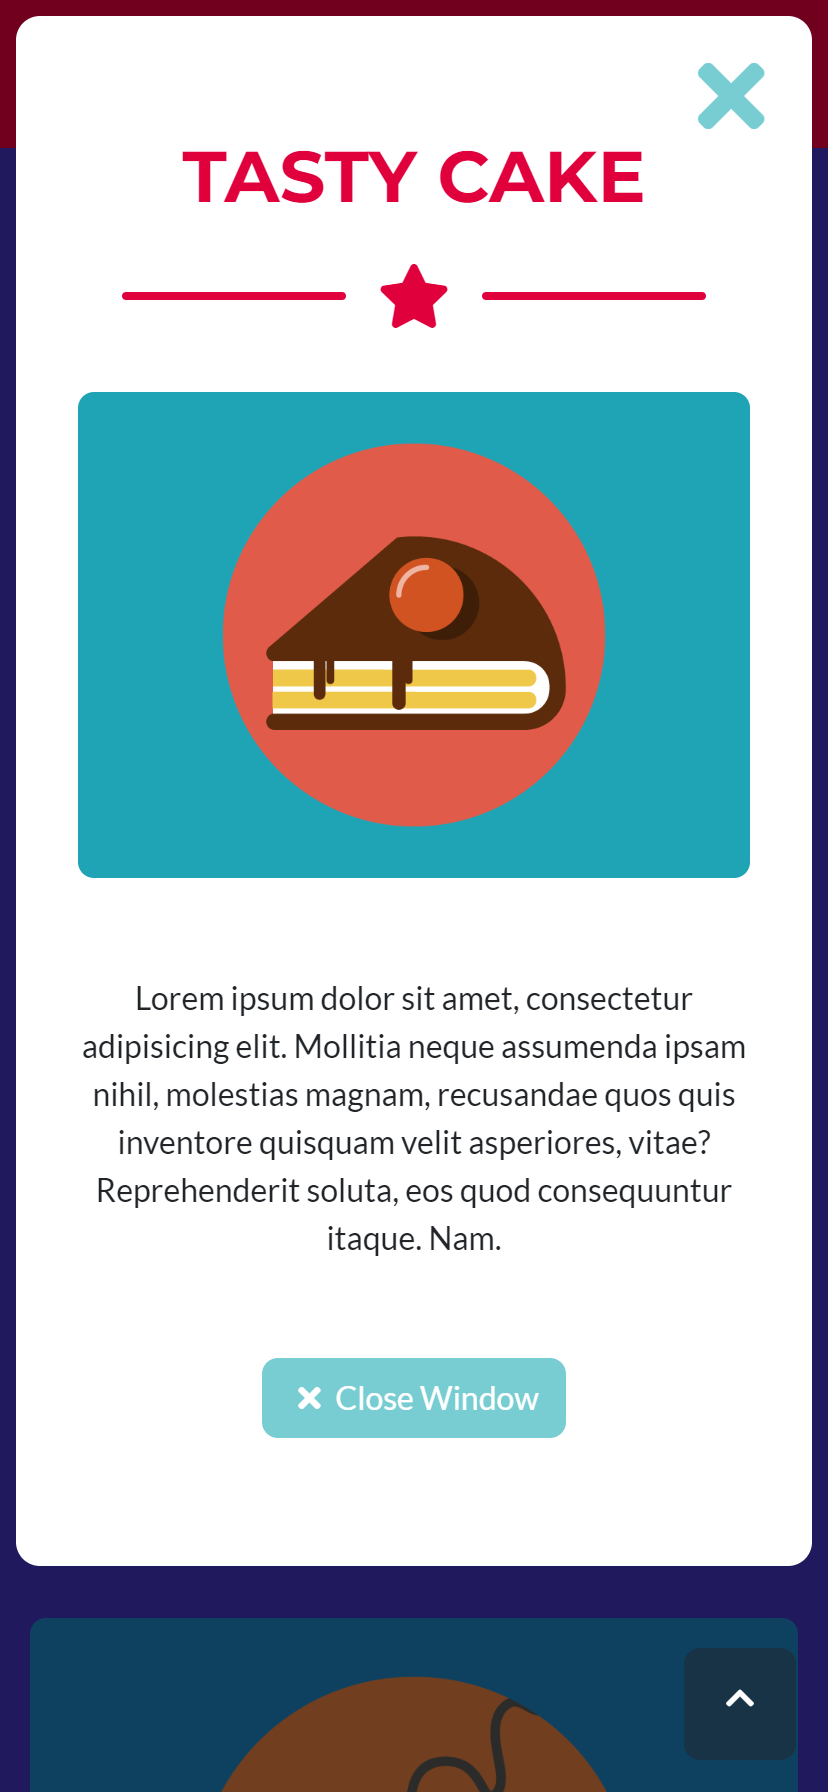 TASTY CAKE
Lorem ipsum dolor sit amet, consectetur
adipisicing elit. Mollitia neque assumenda ipsam
nihil, molestias magnam, recusandae quos quis
inventore quisquam velit asperiores, vitae?
Reprehenderit soluta, eos quod consequuntur
itaque. Nam.
Close Window